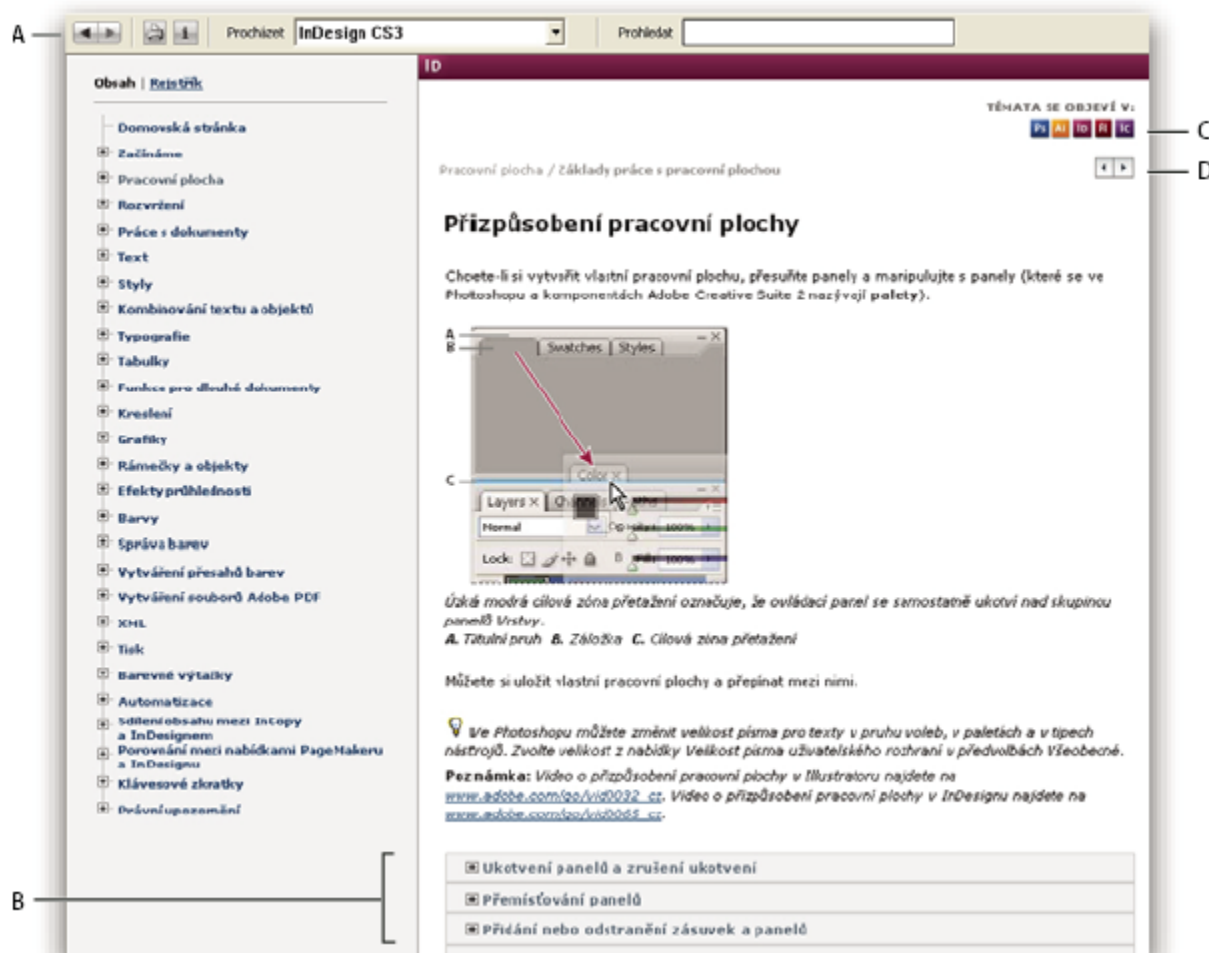 A
Procházet InDesign CS3
Prohledat
ID
Obsah | Rejstřík
TÉMATA SE OBJEVÍ V:
Ps Ai ID Fl Ic
C
D
Domovská stránka
Začínáme
Pracovní plocha
Rozvržení
Práce s dokumenty
Text
Styly
Kombinování textu a objektů
Typografie
Tabulky
Funkce pro dlouhé dokumenty
Kreslení
Grafiky
Rámečky a objekty
Efekty průhlednosti
Barvy
Správa barev
Vytváření přesahů barev
Vytváření souborů Adobe PDF
XML
Tisk
Barevné výtažky
Automatizace
Sdílení obsahu mezi InCopy
a InDesignem
Porovnání mezi nabídkami PageMakeru
a InDesignu
Klávesové zkratky
Právní upozornění
B
Pracovní plocha / Základy práce s pracovní plochou
Přizpůsobení pracovní plochy
Chcete-li si vytvořit vlastní pracovní plochu, přesuňte panely a manipulujte s panely (které se ve
Photoshopu a komponentách Adobe Creative Suite 2 nazývají palety).
A
B
Swatches Styles
C
Color
Layers
Normal 100%
Lock: 100%
Úzká modrá cílová zóna přetažení označuje, že ovládací panel se samostatně ukotví nad skupinou
panelů Vrstvy.
A. Titulní pruh B. Záložka C. Cílová zóna přetažení
Můžete si uložit vlastní pracovní plochy a přepínat mezi nimi.
Ve Photoshopu můžete změnit velikost písma pro texty v pruhu voleb, v paletách a v tipech
nástrojů. Zvolte velikost z nabídky Velikost písma uživatelského rozhraní v předvolbách Všeobecné.
Poznámka: Video o přizpůsobení pracovní plochy v Illustratoru najdete na
www.adobe.com/go/vid0032_cz. Video o přizpůsobení pracovní plochy v InDesignu najdete na
www.adobe.com/go/vid0065_cz.
Ukotvení panelů a zrušení ukotvení
Přemísťování panelů
Přidání nebo odstranění zásuvek a panelů